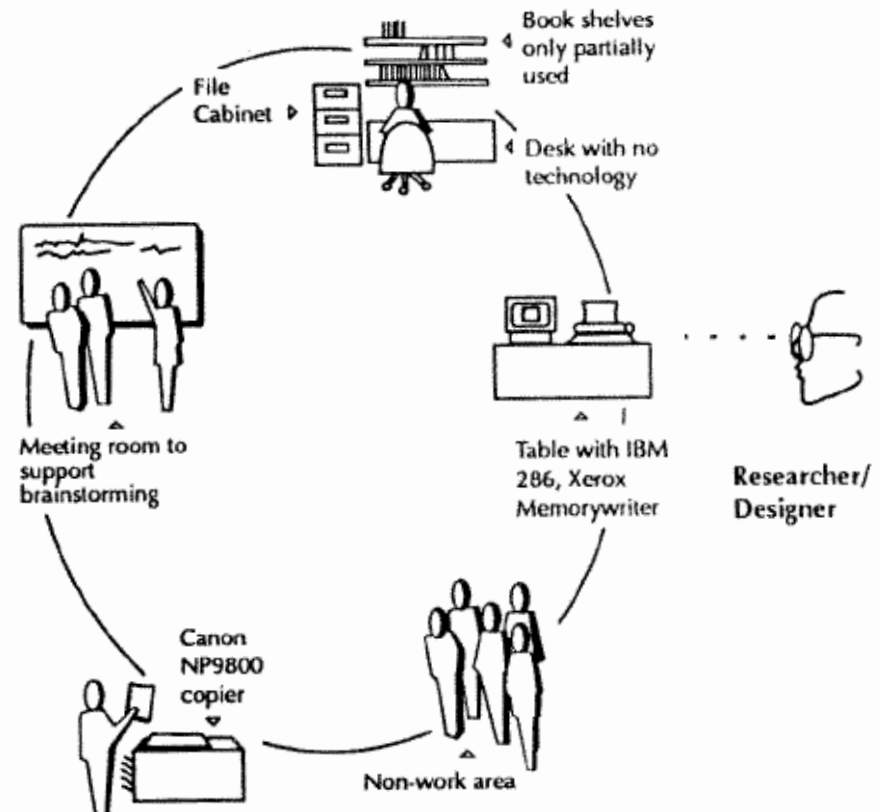 Book shelves
only partially
used
File
Cabinet
Desk with no
technology
Meeting room to
support
brainstorming
Table with IBM
286, Xerox
Memorywriter
Researcher/
Designer
Canon
NP9800
copier
Non-work area